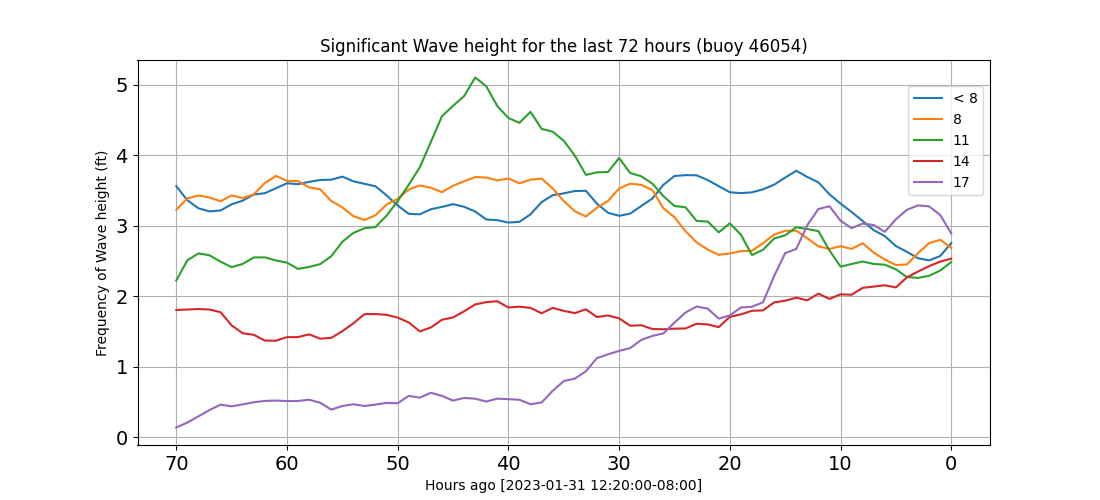 Significant Wave height for the last 72 hours (buoy 46054)
Frequency of Wave height (ft)
5
4
3
2
1
0
< 8
8
11
14
17
70 60 50 40 30 20 10 0
Hours ago [2023-01-31 12:20:00-08:00]